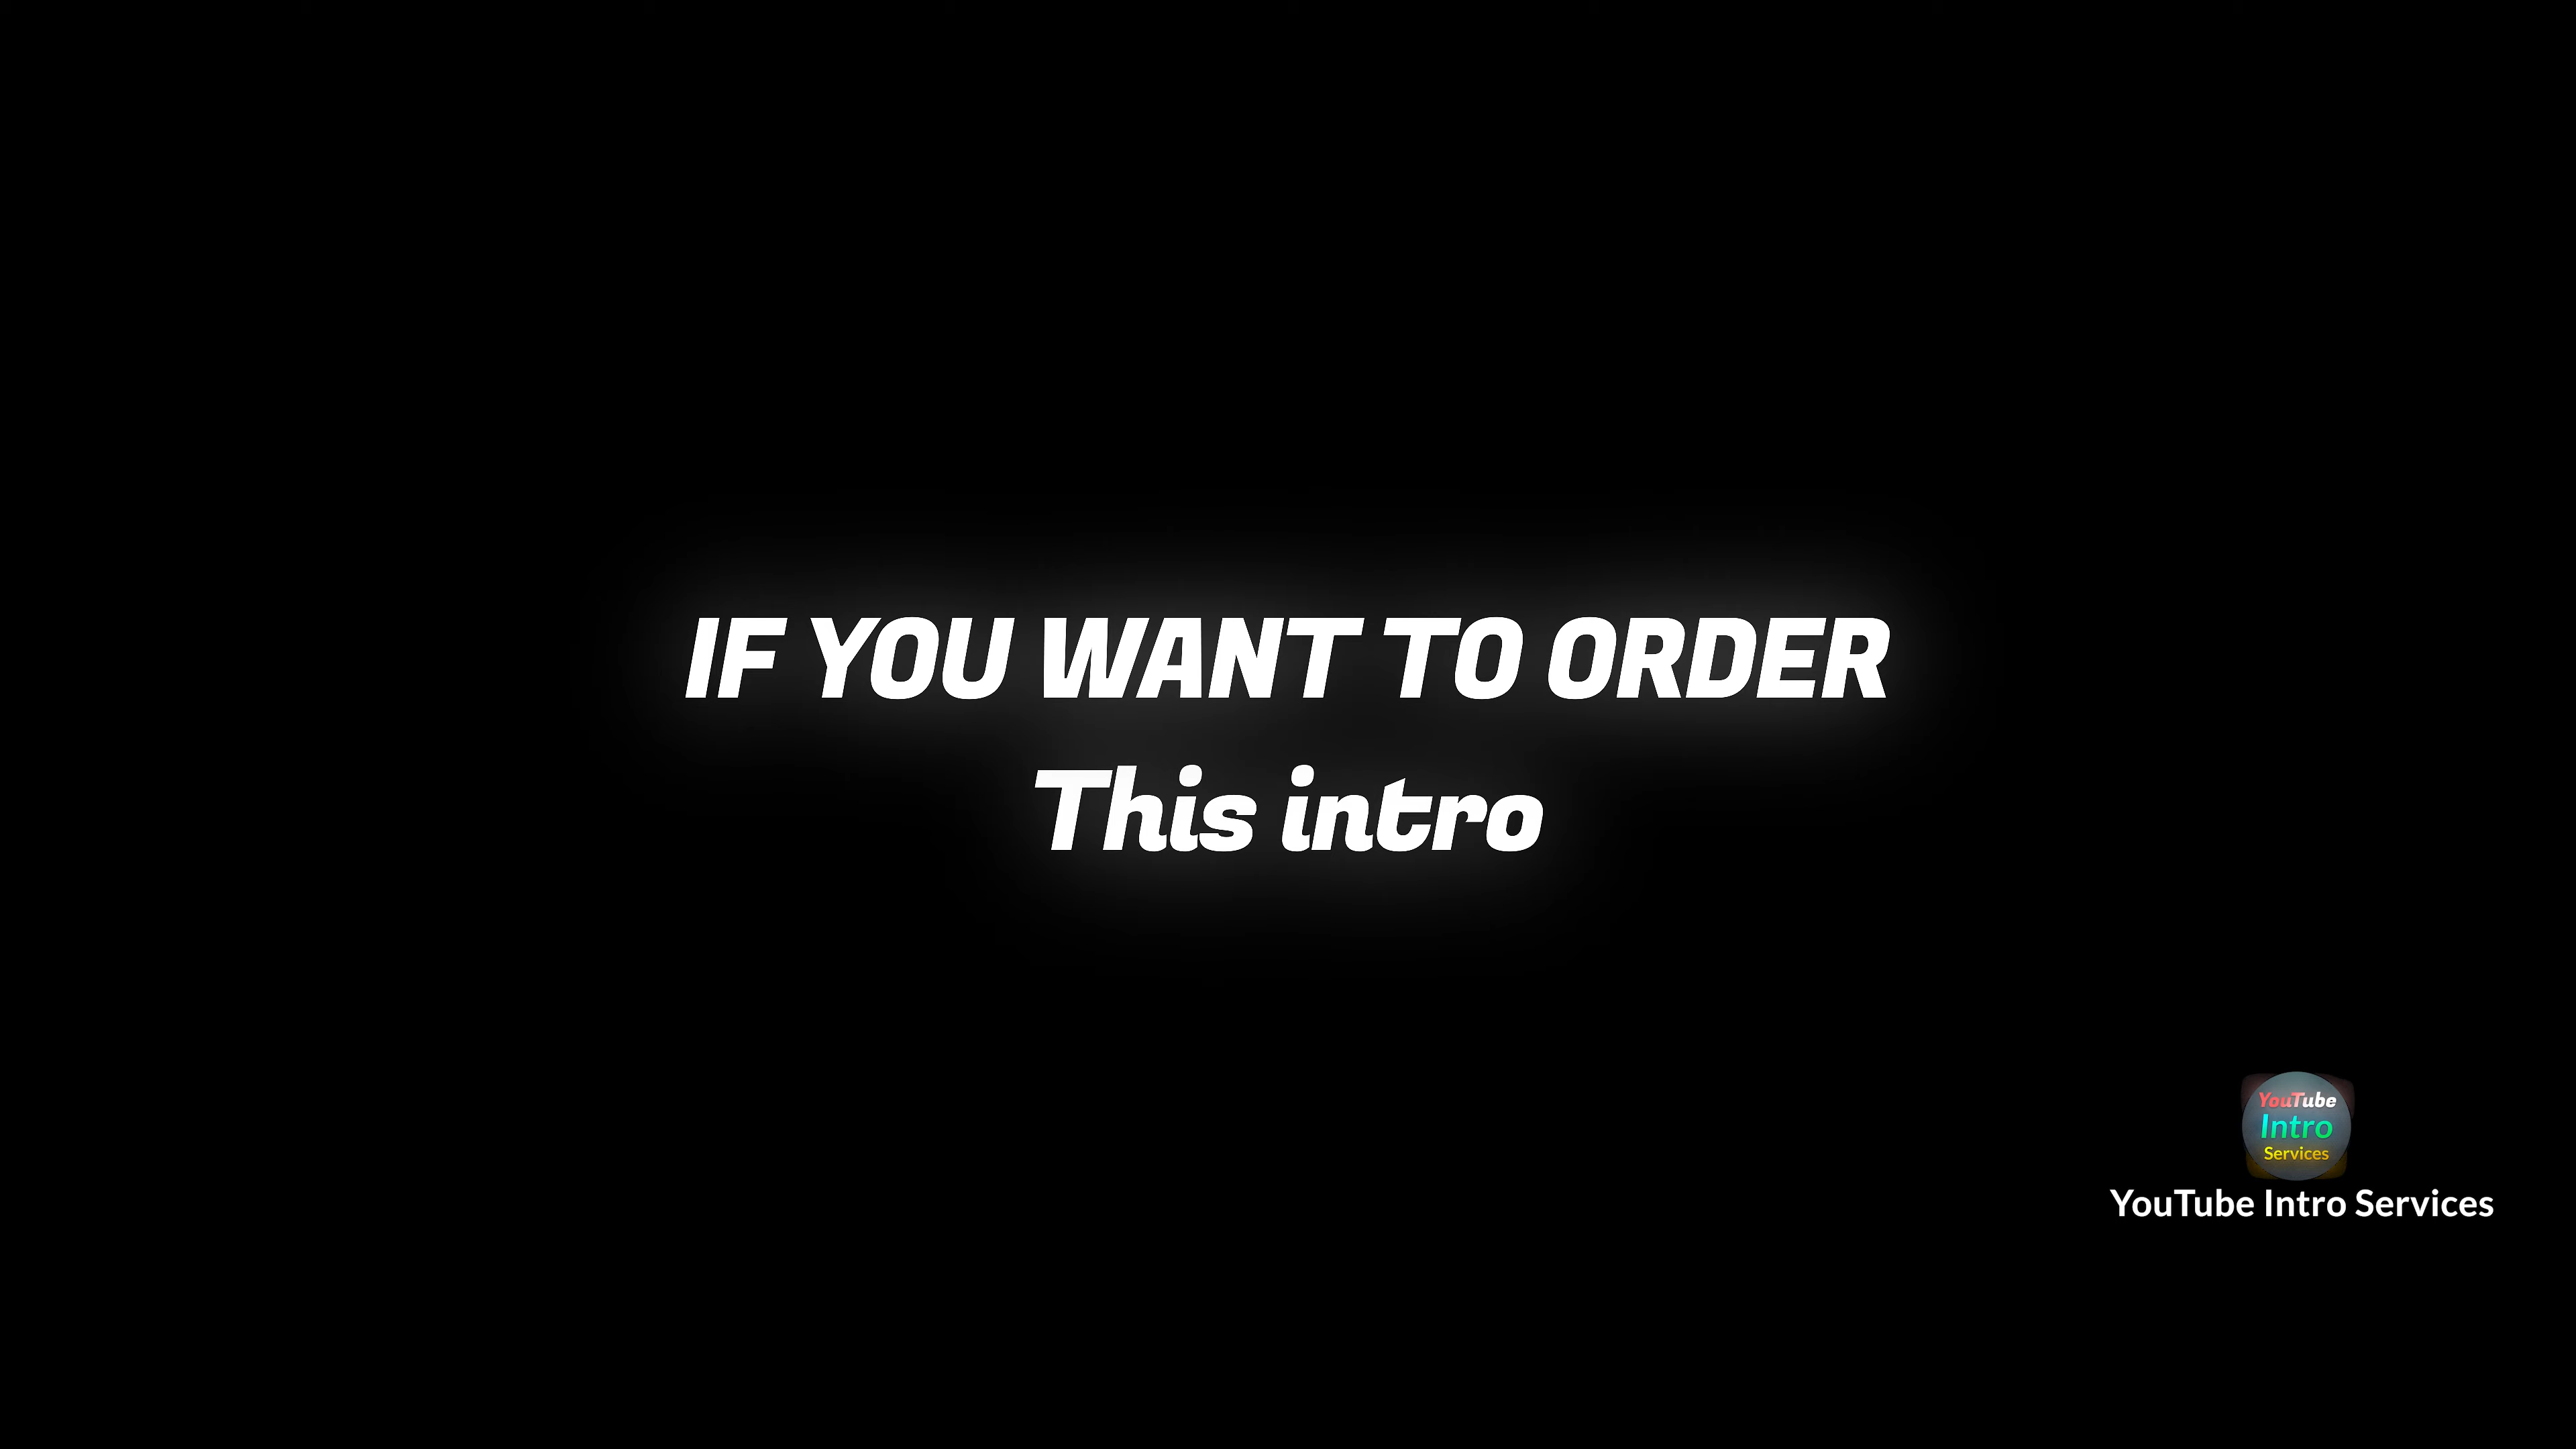 IF YOU WANT TO ORDER
This intro
YouTube
Intro
Services
YouTube Intro Services